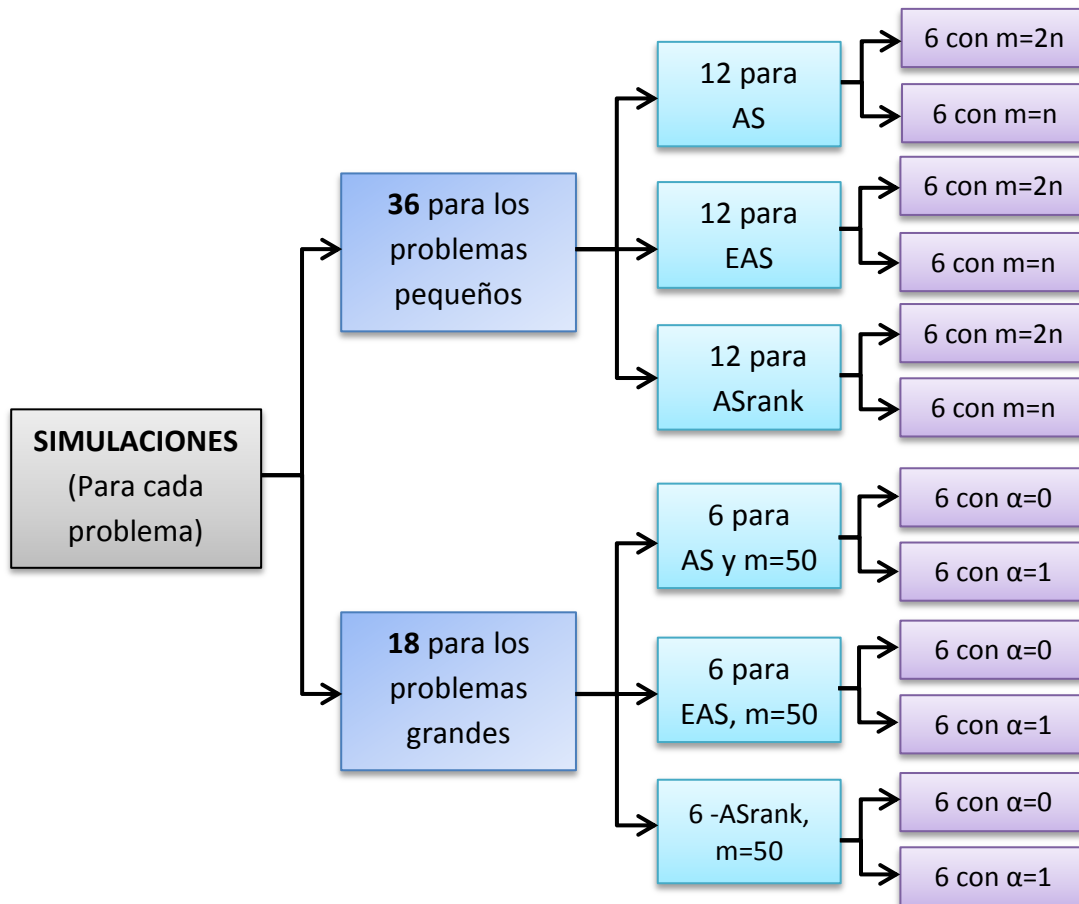 SIMULACIONES
(Para cada
problema)
36 para los
problemas
pequeños
12 para
AS
6 con m=2n
6 con m=n
12 para
EAS
6 con m=2n
6 con m=n
12 para
ASrank
6 con m=2n
6 con m=n
18 para los
problemas
grandes
6 para
AS y m=50
6 con α=0
6 con α=1
6 para
EAS, m=50
6 con α=0
6 con α=1
6 -ASrank,
m=50
6 con α=0
6 con α=1